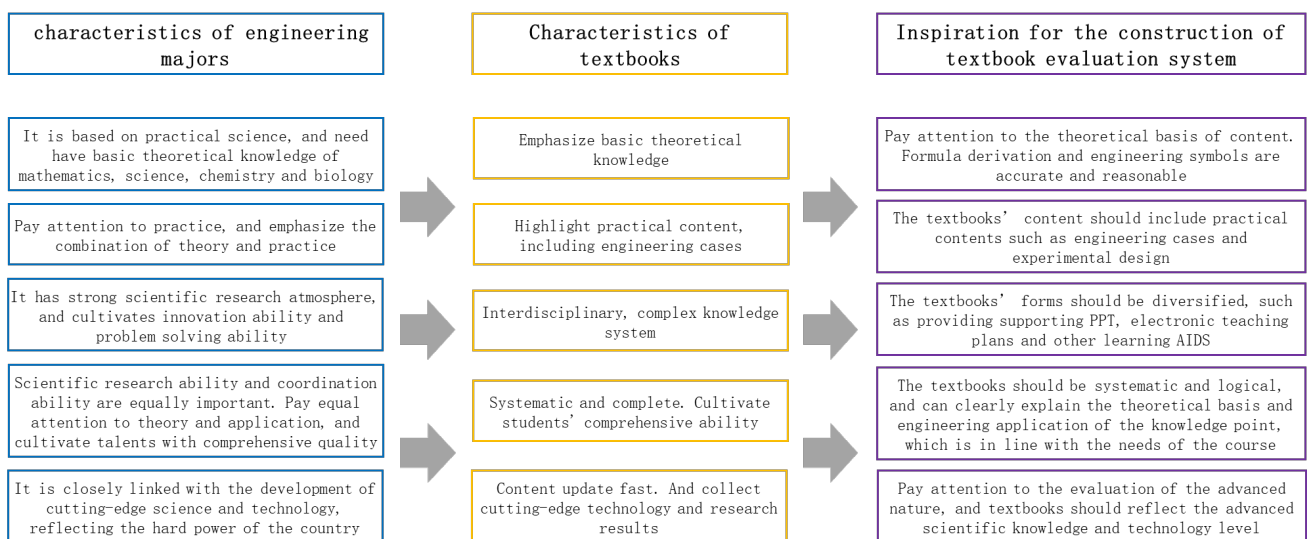 characteristics of engineering
majors
Characteristics of
textbooks
Inspiration for the construction of
textbook evaluation system
It is based on practical science, and need
have basic theoretical knowledge of
mathematics, science, chemistry and biology
Emphasize basic theoretical
knowledge
Pay attention to the theoretical basis of content.
Formula derivation and engineering symbols are
accurate and reasonable
Pay attention to practice, and emphasize the
combination of theory and practice
Highlight practical content,
including engineering cases
The textbooks' content should include practical
contents such as engineering cases and
experimental design
It has strong scientific research atmosphere,
and cultivates innovation ability and
problem solving ability
Interdisciplinary, complex knowledge
system
The textbooks' forms should be diversified, such
as providing supporting PPT, electronic teaching
plans and other learning AIDS
Scientific research ability and coordination
ability are equally important. Pay equal
attention to theory and application, and
cultivate talents with comprehensive quality
Systematic and complete. Cultivate
students' comprehensive ability
The textbooks should be systematic and logical,
and can clearly explain the theoretical basis and
engineering application of the knowledge point,
which is in line with the needs of the course
It is closely linked with the development of
cutting-edge science and technology,
reflecting the hard power of the country
Content update fast. And collect
cutting-edge technology and research
results
Pay attention to the evaluation of the advanced
nature, and textbooks should reflect the advanced
scientific knowledge and technology level